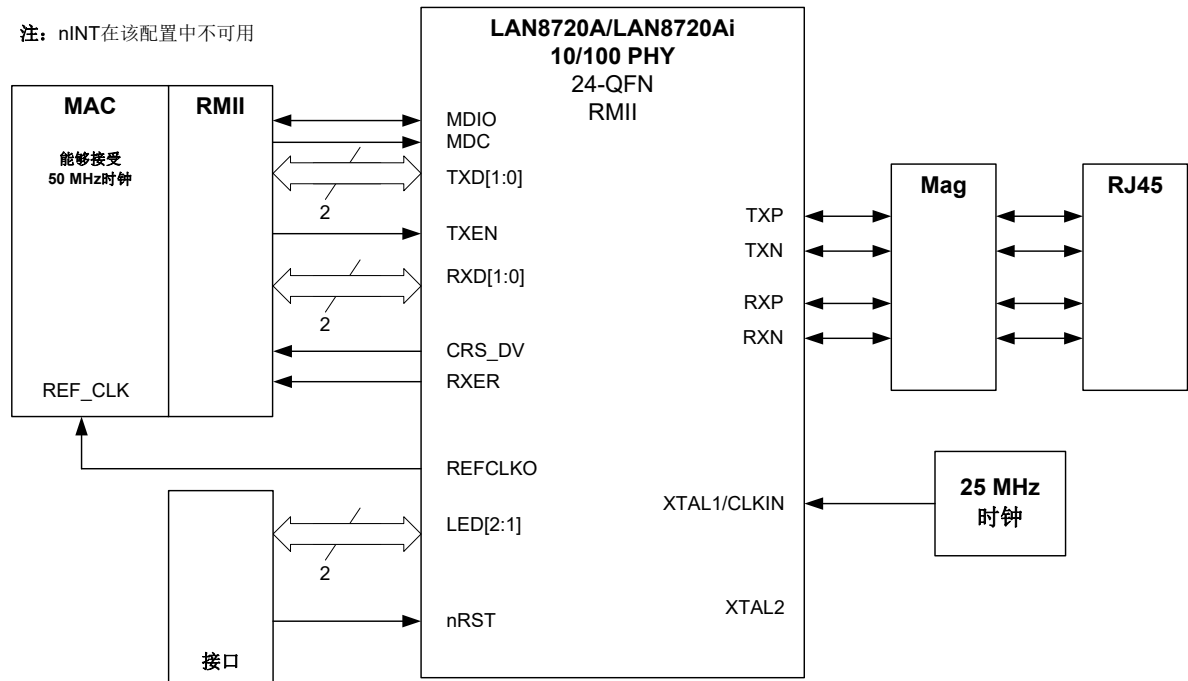 注：nINT在该配置中不可用
LAN8720A/LAN8720Ai
10/100 PHY
24-QFN
RMII
MAC
RMII
能够接受
50 MHz时钟
REF_CLK
MDIO
MDC
TXD[1:0]
2
TXEN
RXD[1:0]
2
CRS_DV
RXER
REFCLKO
LED[2:1]
2
nRST
接口
TXP
TXN
RXP
RXN
Mag
RJ45
XTAL1/CLKIN
25 MHz
时钟
XTAL2